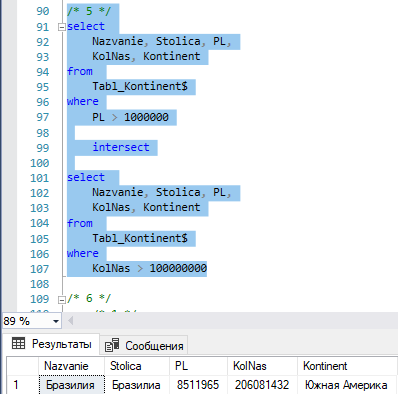 90 /* 5 */
91 select
92 Nazvanie, Stolica, PL,
93 KolNas, Kontinent
94 from
95 Tabl_Kontinent$
96 where
97 PL > 1000000
98
99 intersect
100
101 select
102 Nazvanie, Stolica, PL,
103 KolNas, Kontinent
104 from
105 Tabl_Kontinent$
106 where
107 KolNas > 100000000
108
109 /* 6 */
89 %
Результаты Сообщения
Nazvanie Stolica PL KolNas Kontinent
1 Бразилия Бразилиа 8511965 206081432 Южная Америка